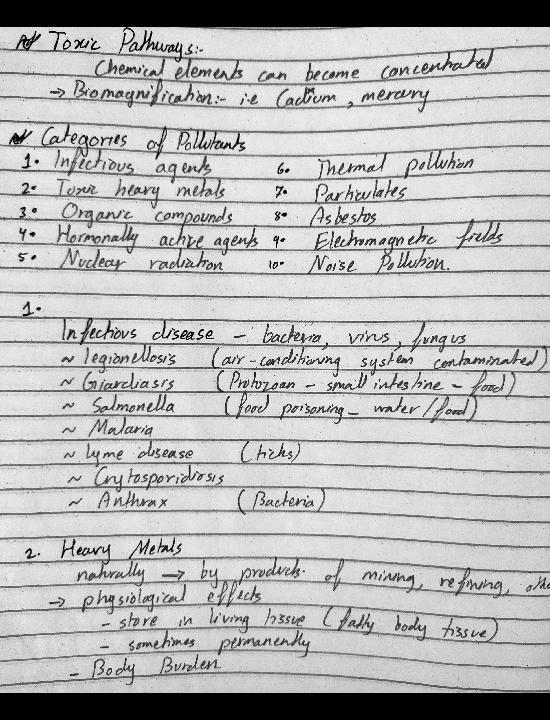 Toxic Pathways:-
Chemical elements can become concentrated
→ Biomagnification:- i.e Cadium, mercury
Categories of Pollutants
1. Infectious agents 6. Thermal pollution
2. Toxic heavy metals 7. Particulates
3. Organic compounds 8. Asbestos
4. Hormonally active agents 9. Electromagnetic fields
5. Nuclear radiation 10. Noise Pollution.
1.
Infectious disease - bacteria, virus, fungus
~ legionellosis (air-conditioning system contaminated)
~ Giardiasis (Protozoan - small intestine - food)
~ Salmonella (food poisoning - water/food)
~ Malaria
~ Lyme disease (ticks)
~ Crytosporidiosis
~ Anthrax (Bacteria)
2. Heavy Metals
naturally → by products. of mining, refining,
→ physiological effects
- store in living tissue (fatty body tissue)
- sometimes permanently
- Body Burden